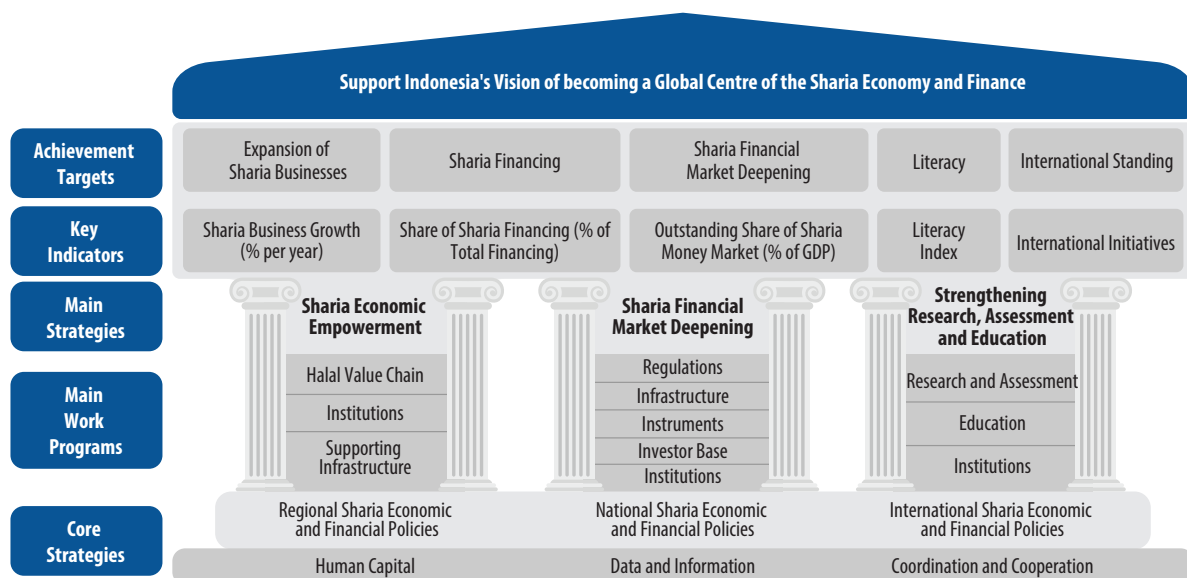 Support Indonesia's Vision of becoming a Global Centre of the Sharia Economy and Finance
Achievement
Targets
Expansion of
Sharia Businesses
Sharia Financing
Sharia Financial
Market Deepening
Literacy
International Standing
Key
Indicators
Sharia Business Growth
(% per year)
Share of Sharia Financing (% of
Total Financing)
Outstanding Share of Sharia
Money Market (% of GDP)
Literacy
Index
International Initiatives
Main
Strategies
Sharia Economic
Empowerment
Sharia Financial
Market Deepening
Strengthening
Research, Assessment
and Education
Main
Work
Programs
Halal Value Chain
Institutions
Supporting
Infrastructure
Regulations
Infrastructure
Instruments
Investor Base
Institutions
Research and Assessment
Education
Institutions
Core
Strategies
Regional Sharia Economic
and Financial Policies
National Sharia Economic
and Financial Policies
International Sharia Economic
and Financial Policies
Human Capital
Data and Information
Coordination and Cooperation